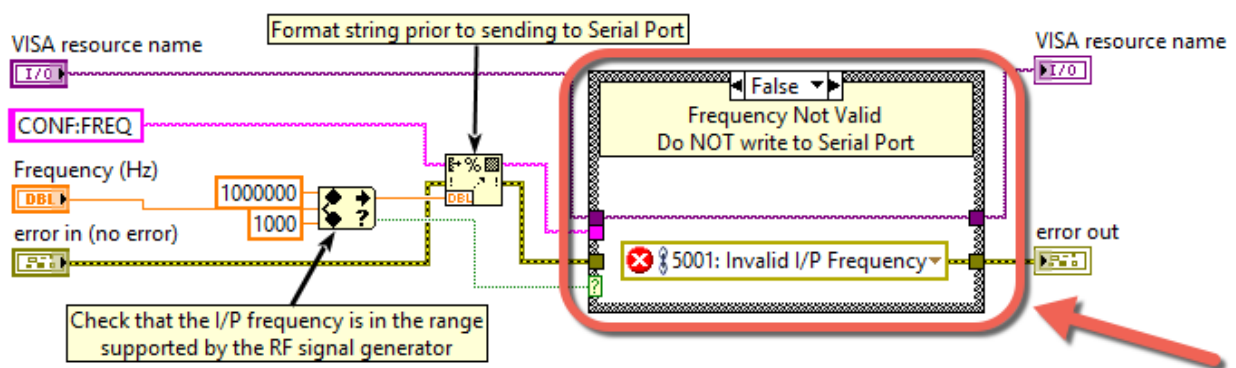 Format string prior to sending to Serial Port
VISA resource name
I/O
VISA resource name
I/O
False
Frequency Not Valid
Do NOT write to Serial Port
CONF:FREQ
Frequency (Hz)
DBL
1000000
1000
?
%
! !
DBL
error in (no error)
5001: Invalid I/P Frequency
?
error out
Check that the I/P frequency is in the range
supported by the RF signal generator